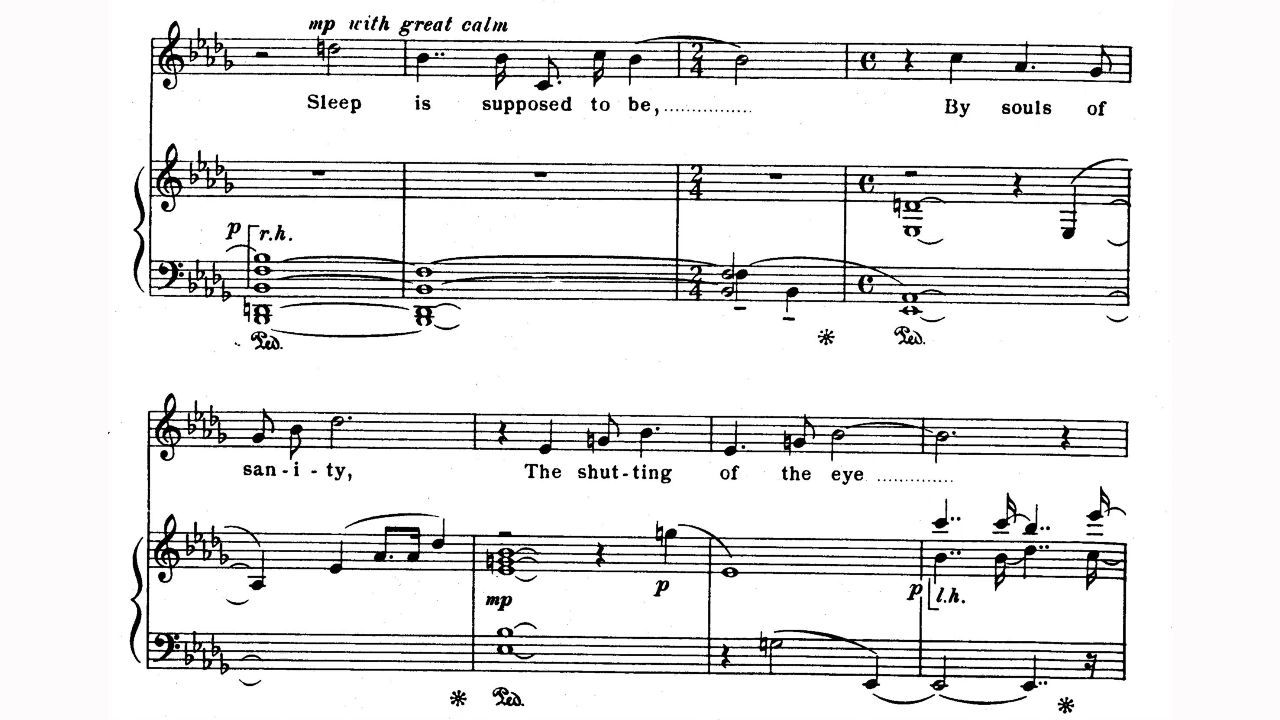 mp with great calm
Sleep is supposed to be,............... By souls of
p r.h.
Ped. Ped.
san - i - ty, The shut - ting of the eye ..............
mp p p l.h.
Ped.